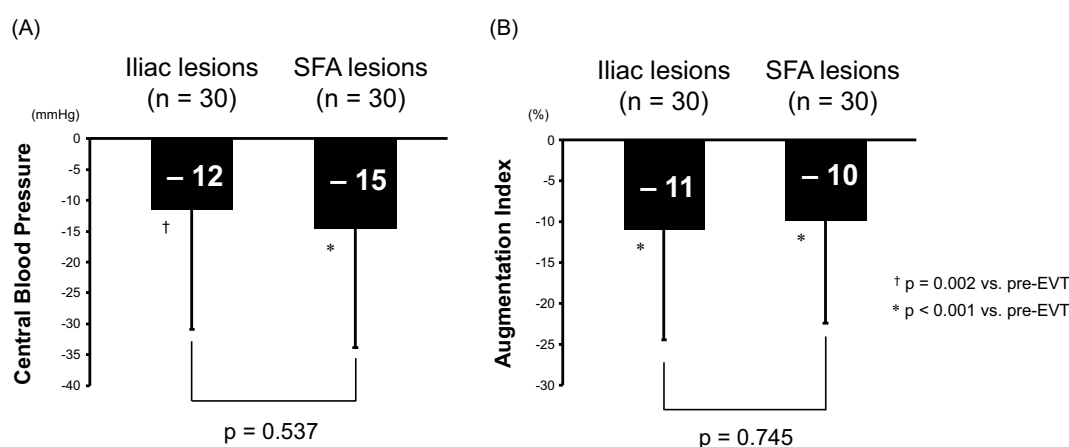 (A)
Iliac lesions
(n = 30)
SFA lesions
(n = 30)
(mmHg)
Central Blood Pressure
0
-5
-10
-15
-20
-25
-30
-35
-40
– 12
– 15
†
*
p = 0.537
(B)
Iliac lesions
(n = 30)
SFA lesions
(n = 30)
(%)
Augmentation Index
0
-5
-10
-15
-20
-25
-30
– 11
– 10
*
*
p = 0.745
† p = 0.002 vs. pre-EVT
* p < 0.001 vs. pre-EVT